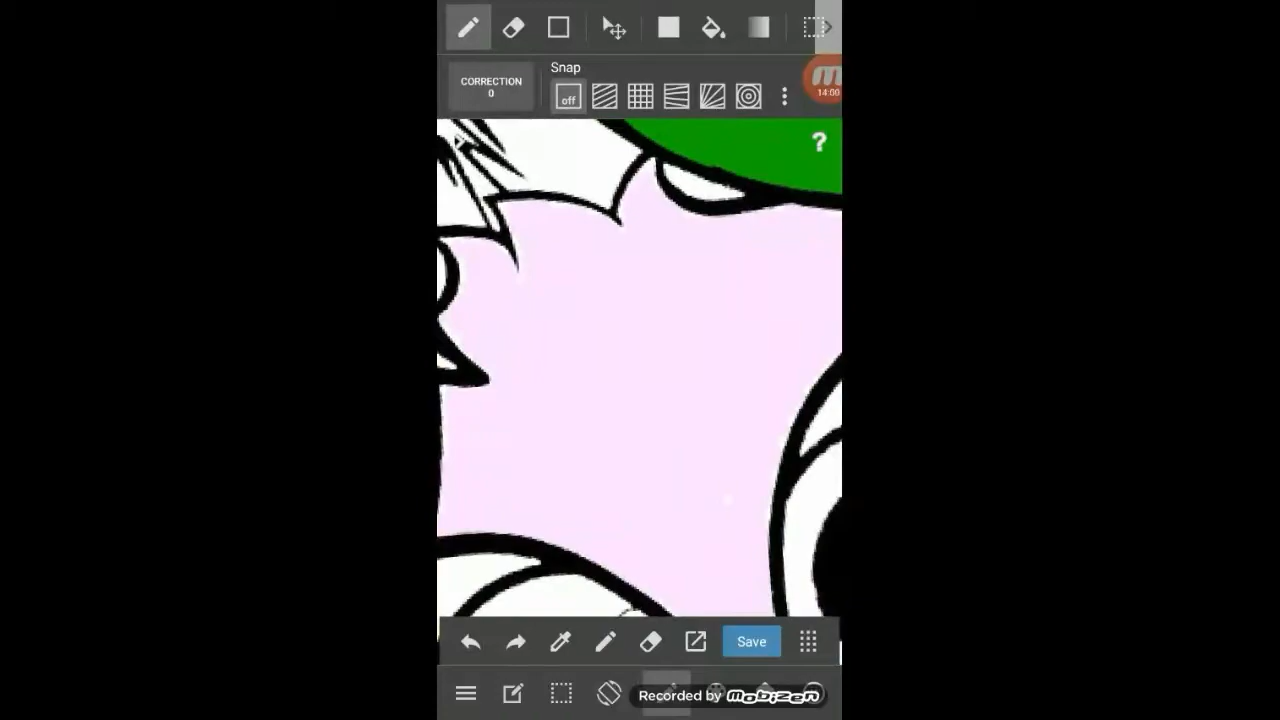 Snap
CORRECTION
0
off
14:00
?
Save
Recorded by Mobizen